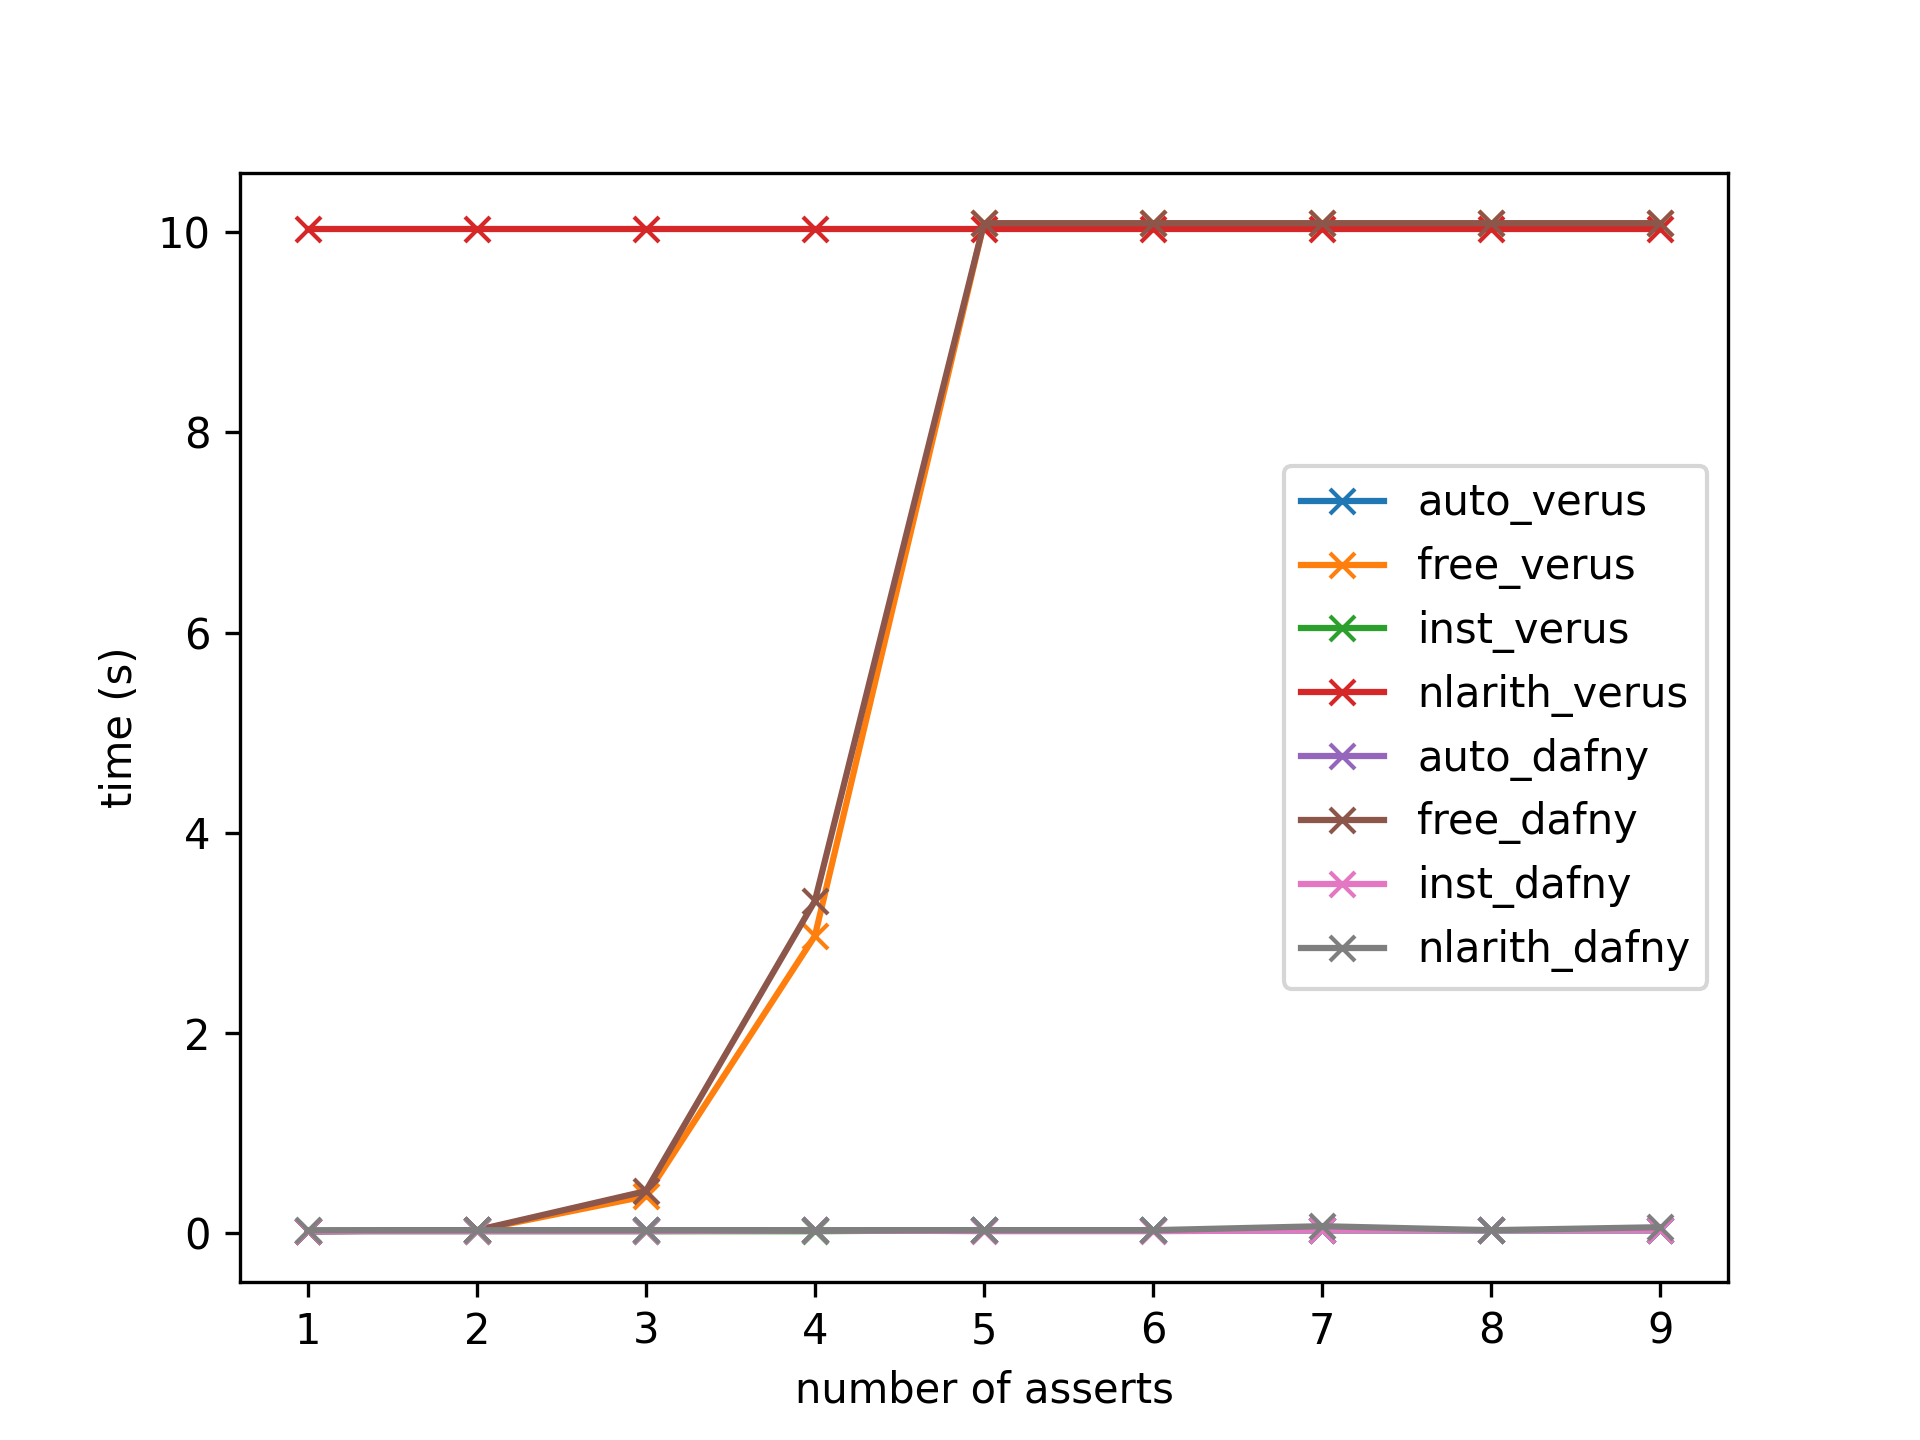 10
8
6
4
2
0
time (s)
auto_verus
free_verus
inst_verus
nlarith_verus
auto_dafny
free_dafny
inst_dafny
nlarith_dafny
1 2 3 4 5 6 7 8 9
number of asserts